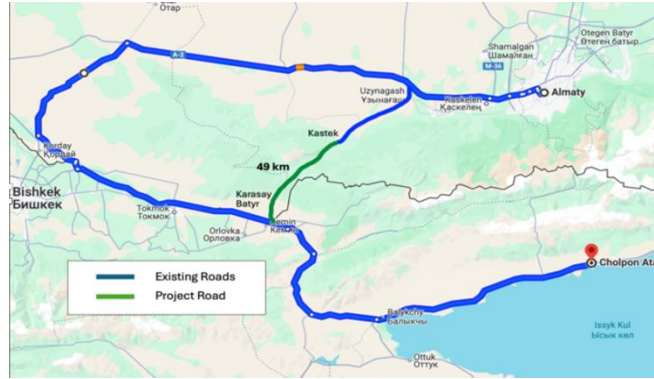 Отар
Otegen Batyr
Өтеген батыр
Shamalgan
Шамалған
A-2
M-36
Uzynagash
Ұзынағаш
Kaskelen
Қаскелең
Almaty
Kastek
Korday
Қордай
49 km
Bishkek
Бишкек
Karasay
Batyr
Tokmok
Токмок
Orlovka
Орловка
Kemin
Кемин
Cholpon Ata
Existing Roads
Project Road
Balykchy
Балыкчы
Issyk Kul
Ысык көл
Ottuk
Оттук